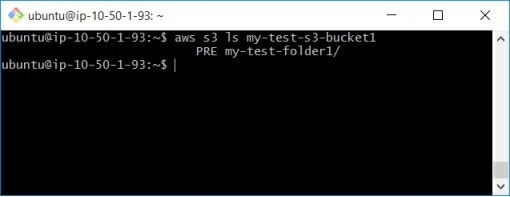 ubuntu@ip-10-50-1-93: ~
ubuntu@ip-10-50-1-93:~$ aws s3 ls my-test-s3-bucket1
                           PRE my-test-folder1/
ubuntu@ip-10-50-1-93:~$